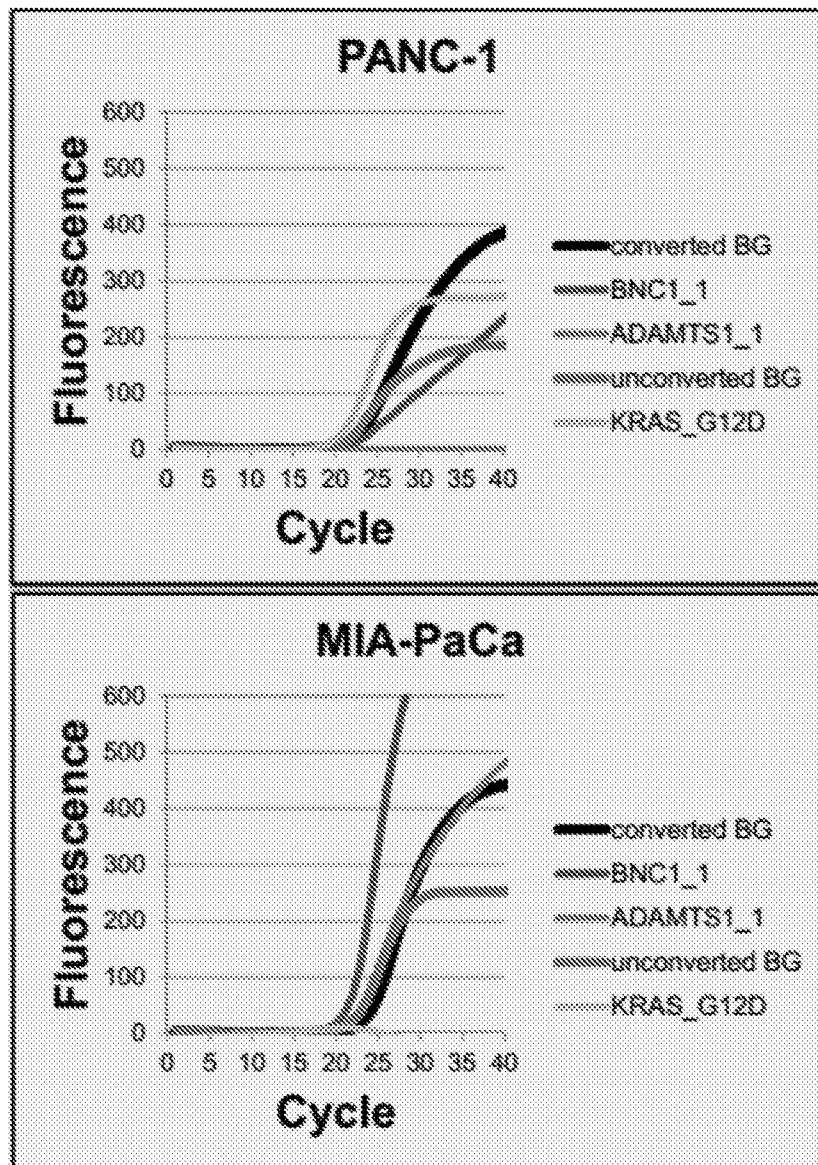 PANC-1
600
500
400
300
200
100
0
Fluorescence
0 5 10 15 20 25 30 35 40
Cycle
converted BG
BNC1_1
ADAMTS1_1
unconverted BG
KRAS_G12D
MIA-PaCa
600
500
400
300
200
100
0
Fluorescence
0 5 10 15 20 25 30 35 40
Cycle
converted BG
BNC1_1
ADAMTS1_1
unconverted BG
KRAS_G12D